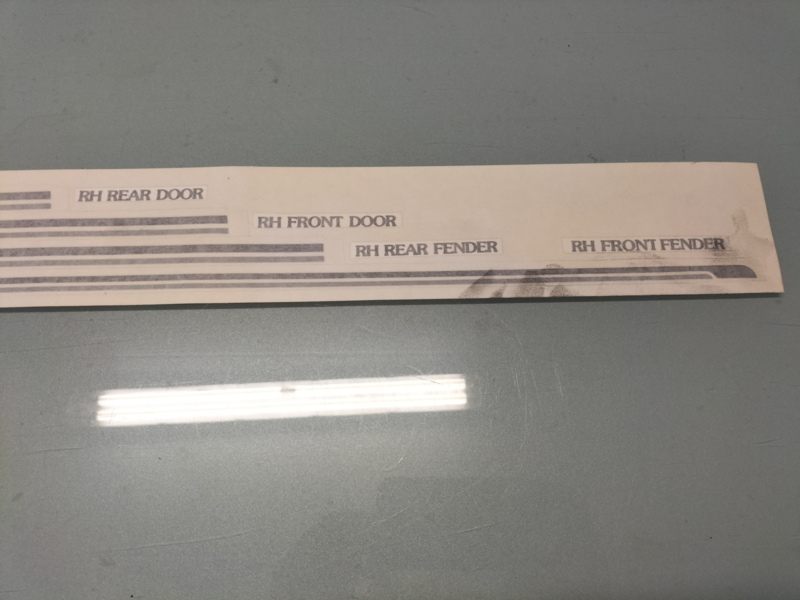 RH REAR DOOR
RH FRONT DOOR
RH REAR FENDER
RH FRONT FENDER